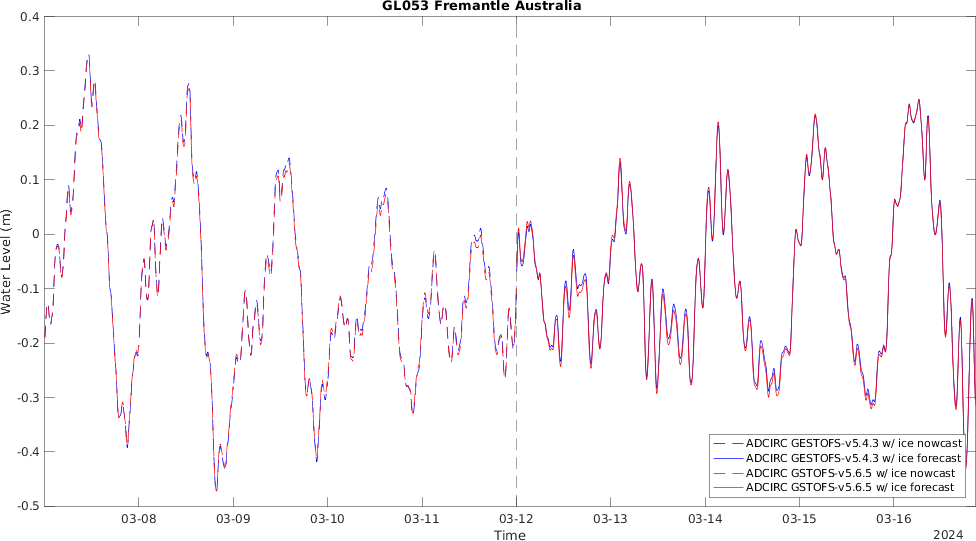 GL053 Fremantle Australia
0.4
0.3
0.2
0.1
0
-0.1
-0.2
-0.3
-0.4
-0.5
Water Level (m)
ADCIRC GESTOFS-v5.4.3 w/ ice nowcast
ADCIRC GESTOFS-v5.4.3 w/ ice forecast
ADCIRC GSTOFS-v5.6.5 w/ ice nowcast
ADCIRC GSTOFS-v5.6.5 w/ ice forecast
03-08 03-09 03-10 03-11 03-12 03-13 03-14 03-15 03-16
Time
2024